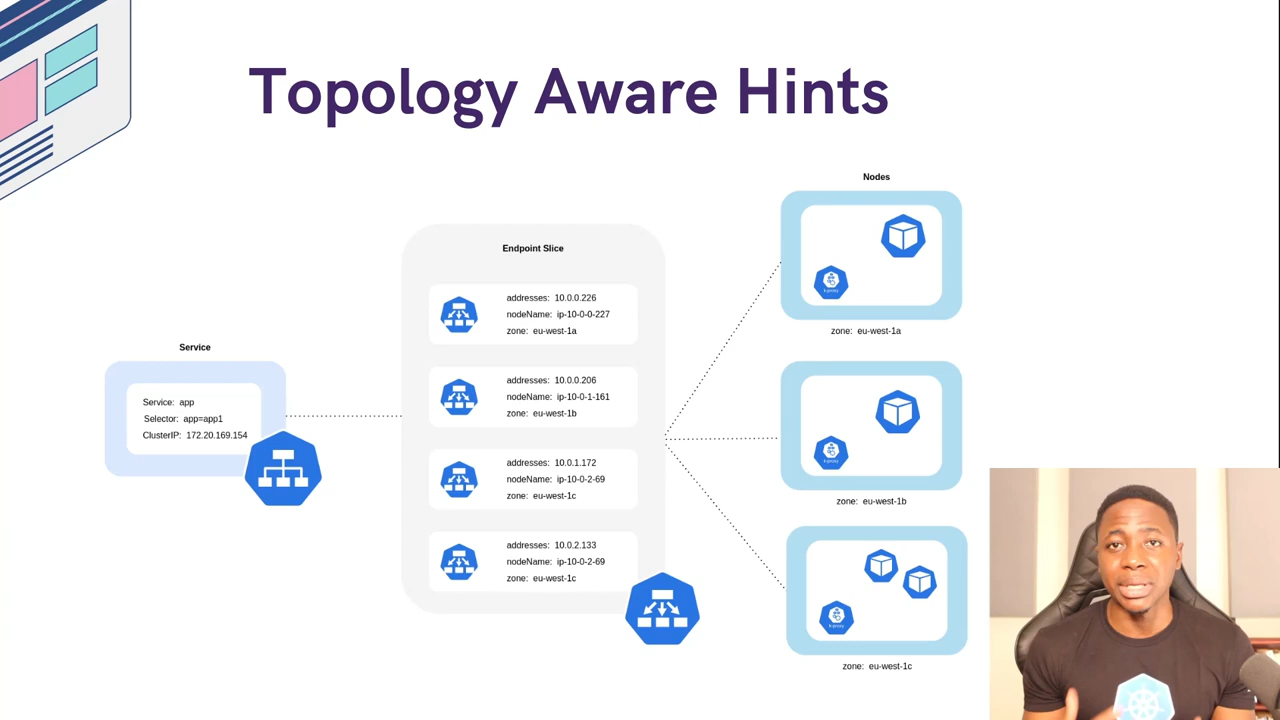 Topology Aware Hints
Service
Service: app
Selector: app=app1
ClusterIP: 172.20.169.154
Endpoint Slice
addresses: 10.0.0.226
nodeName: ip-10-0-0-227
zone: eu-west-1a
addresses: 10.0.0.206
nodeName: ip-10-0-1-161
zone: eu-west-1b
addresses: 10.0.1.172
nodeName: ip-10-0-2-69
zone: eu-west-1c
addresses: 10.0.2.133
nodeName: ip-10-0-2-69
zone: eu-west-1c
Nodes
zone: eu-west-1a
zone: eu-west-1b
zone: eu-west-1c